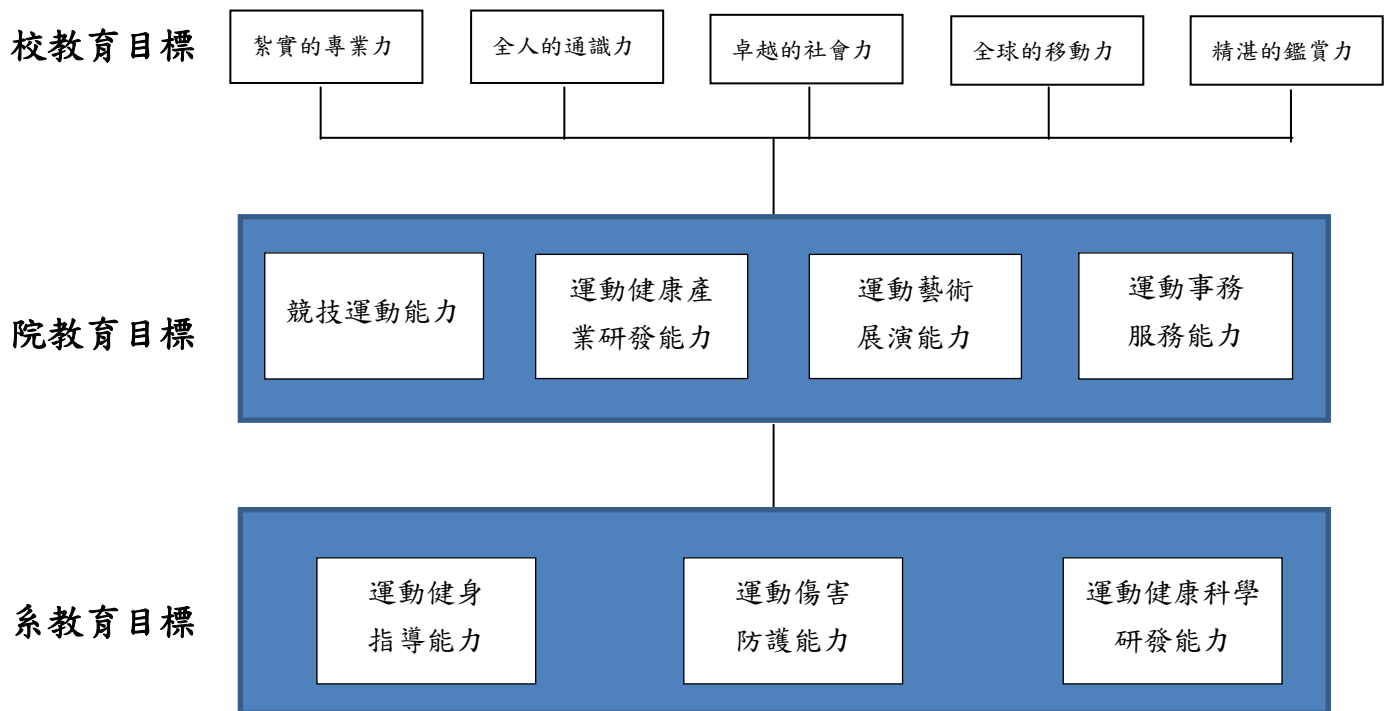 校教育目標
紮實的專業力
全人的通識力
卓越的社會力
全球的移動力
精湛的鑑賞力
院教育目標
競技運動能力
運動健康產
業研發能力
運動藝術
展演能力
運動事務
服務能力
系教育目標
運動健身
指導能力
運動傷害
防護能力
運動健康科學
研發能力